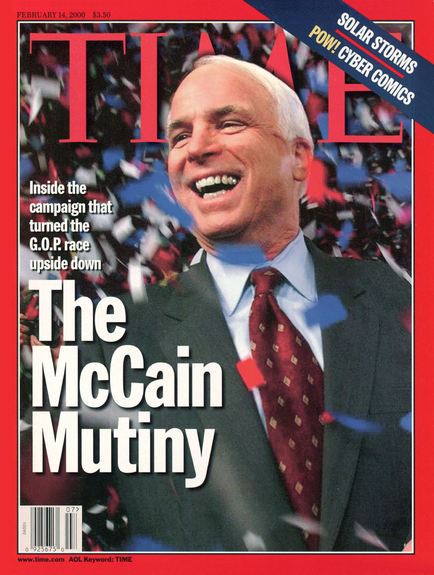 FEBRUARY 14, 2000 $3.50
SOLAR STORMS
POW! CYBER COMICS
TIME
Inside the
campaign that
turned the
G.O.P. race
upside down
The
McCain
Mutiny
07
www.time.com AOL Keyword: TIME